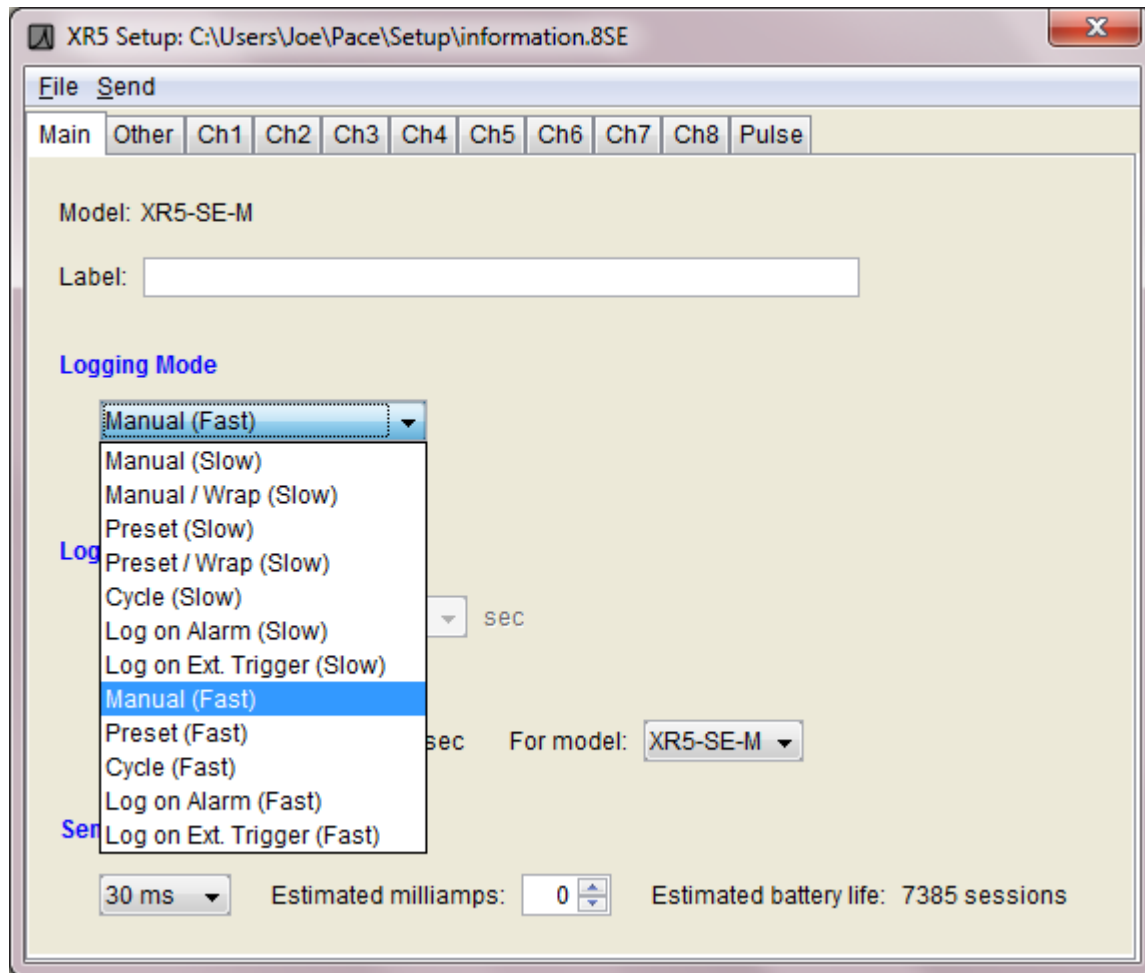 XR5 Setup: C:\Users\Joe\Pace\Setup\information.8SE
File Send
Main Other Ch1 Ch2 Ch3 Ch4 Ch5 Ch6 Ch7 Ch8 Pulse
Model: XR5-SE-M
Label:
Logging Mode
Manual (Fast)
Manual (Slow)
Manual / Wrap (Slow)
Preset (Slow)
Preset / Wrap (Slow)
Cycle (Slow)
Log on Alarm (Slow)
Log on Ext. Trigger (Slow)
Manual (Fast)
Preset (Fast)
Cycle (Fast)
Log on Alarm (Fast)
Log on Ext. Trigger (Fast)
Log
sec
sec For model: XR5-SE-M
30 ms Estimated milliamps: 0 Estimated battery life: 7385 sessions